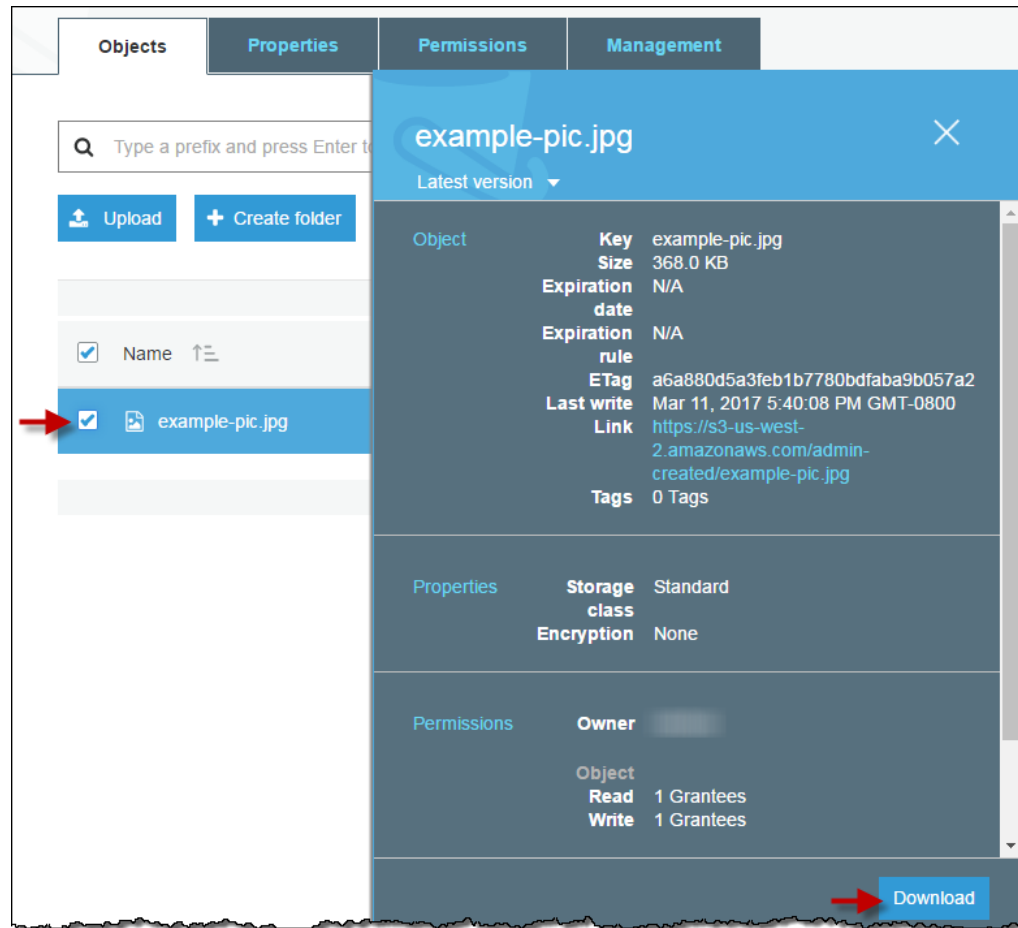 Objects
Properties
Permissions
Management
Type a prefix and press Enter to
Upload
Create folder
Name
example-pic.jpg
example-pic.jpg
Latest version
Object
Key example-pic.jpg
Size 368.0 KB
Expiration N/A
date
Expiration N/A
rule
ETag a6a880d5a3feb1b7780bdfaba9b057a2
Last write Mar 11, 2017 5:40:08 PM GMT-0800
Link https://s3-us-west-
2.amazonaws.com/admin-
created/example-pic.jpg
Tags 0 Tags
Properties
Storage Standard
class
Encryption None
Permissions
Owner
Object
Read 1 Grantees
Write 1 Grantees
Download